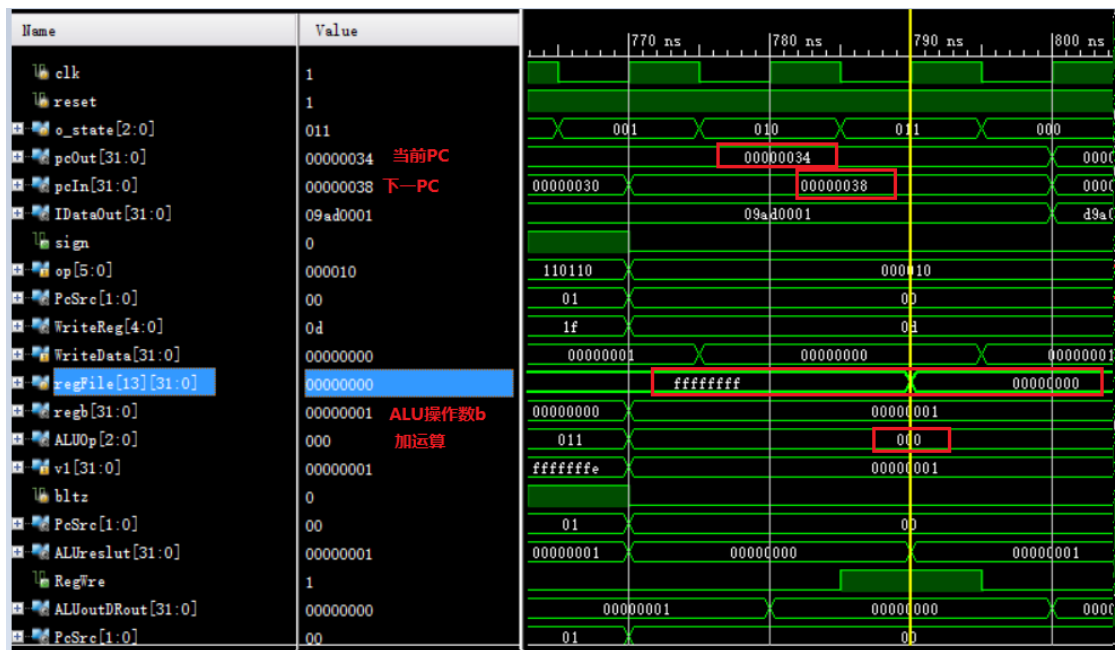 Name Value
770 ns 780 ns 790 ns 800 ns
clk 1
reset 1
o_state[2:0] 011 001 010 011 000
pcOut[31:0] 00000034 当前PC 00000034 0000
pcIn[31:0] 00000038 下一PC 00000030 00000038 0000
IDataOut[31:0] 09ad0001 09ad0001 d9a0
sign 0
op[5:0] 000010 110110 000010
PcSrc[1:0] 00 01 00
WriteReg[4:0] 0d 1f 0d
WriteData[31:0] 00000000 00000001 00000000 00000001
regFile[13][31:0] 00000000 ffffffff 00000000
regb[31:0] 00000001 ALU操作数b 00000000 00000001
ALUOp[2:0] 000 加运算 011 000
v1[31:0] 00000001 fffffffe 00000001
bltz 0
PcSrc[1:0] 00 01 00
ALUreslut[31:0] 00000001 00000001 00000000 00000001
RegWre 1
ALUoutDRout[31:0] 00000000 00000001 00000000 0000
PcSrc[1:0] 00 01 00